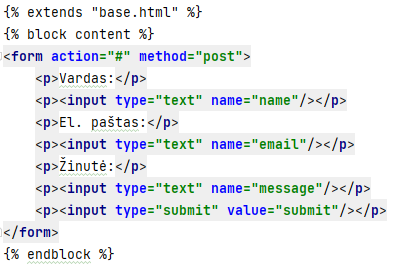 {% extends "base.html" %}
{% block content %}
<form action="#" method="post">
<p>Vardas:</p>
<p><input type="text" name="name"/></p>
<p>El. paštas:</p>
<p><input type="text" name="email"/></p>
<p>Žinutė:</p>
<p><input type="text" name="message"/></p>
<p><input type="submit" value="submit"/></p>
</form>
{% endblock %}